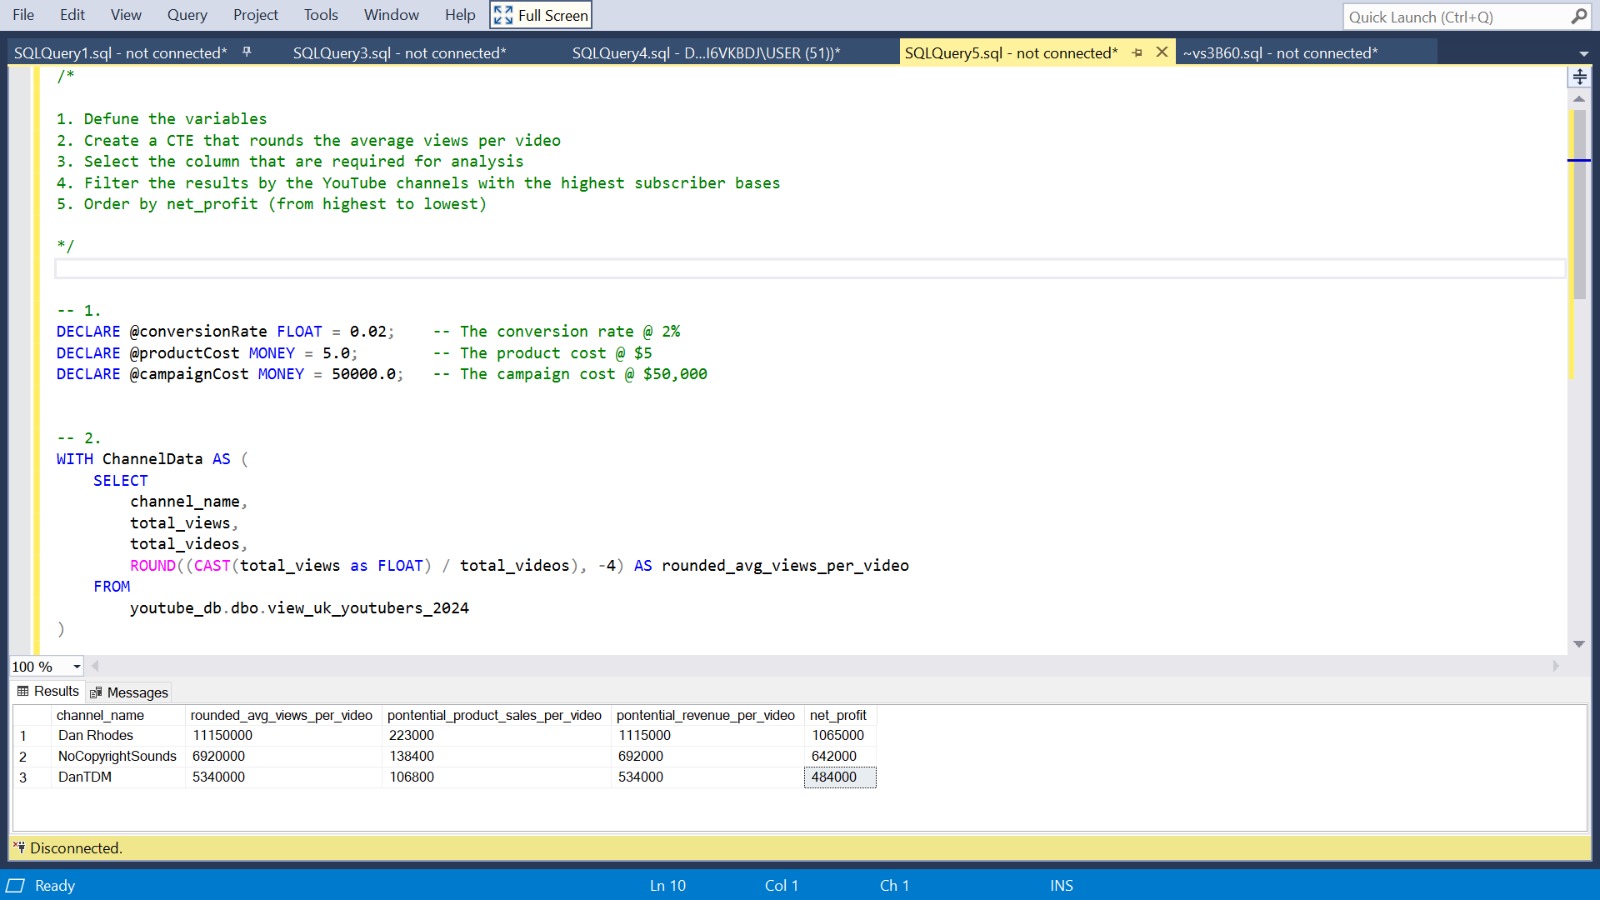 File Edit View Query Project Tools Window Help Full Screen Quick Launch (Ctrl+Q)
SQLQuery1.sql - not connected* SQLQuery3.sql - not connected* SQLQuery4.sql - D...I6VKBDJ\USER (51))* SQLQuery5.sql - not connected* ~vs3B60.sql - not connected*
/*
1. Defune the variables
2. Create a CTE that rounds the average views per video
3. Select the column that are required for analysis
4. Filter the results by the YouTube channels with the highest subscriber bases
5. Order by net_profit (from highest to lowest)
*/
-- 1.
DECLARE @conversionRate FLOAT = 0.02; -- The conversion rate @ 2%
DECLARE @productCost MONEY = 5.0; -- The product cost @ $5
DECLARE @campaignCost MONEY = 50000.0; -- The campaign cost @ $50,000
-- 2.
WITH ChannelData AS (
SELECT
channel_name,
total_views,
total_videos,
ROUND((CAST(total_views as FLOAT) / total_videos), -4) AS rounded_avg_views_per_video
FROM
youtube_db.dbo.view_uk_youtubers_2024
)
100 %
Results Messages
channel_name rounded_avg_views_per_video pontential_product_sales_per_video pontential_revenue_per_video net_profit
1 Dan Rhodes 11150000 223000 1115000 1065000
2 NoCopyrightSounds 6920000 138400 692000 642000
3 DanTDM 5340000 106800 534000 484000
Disconnected.
Ready Ln 10 Col 1 Ch 1 INS